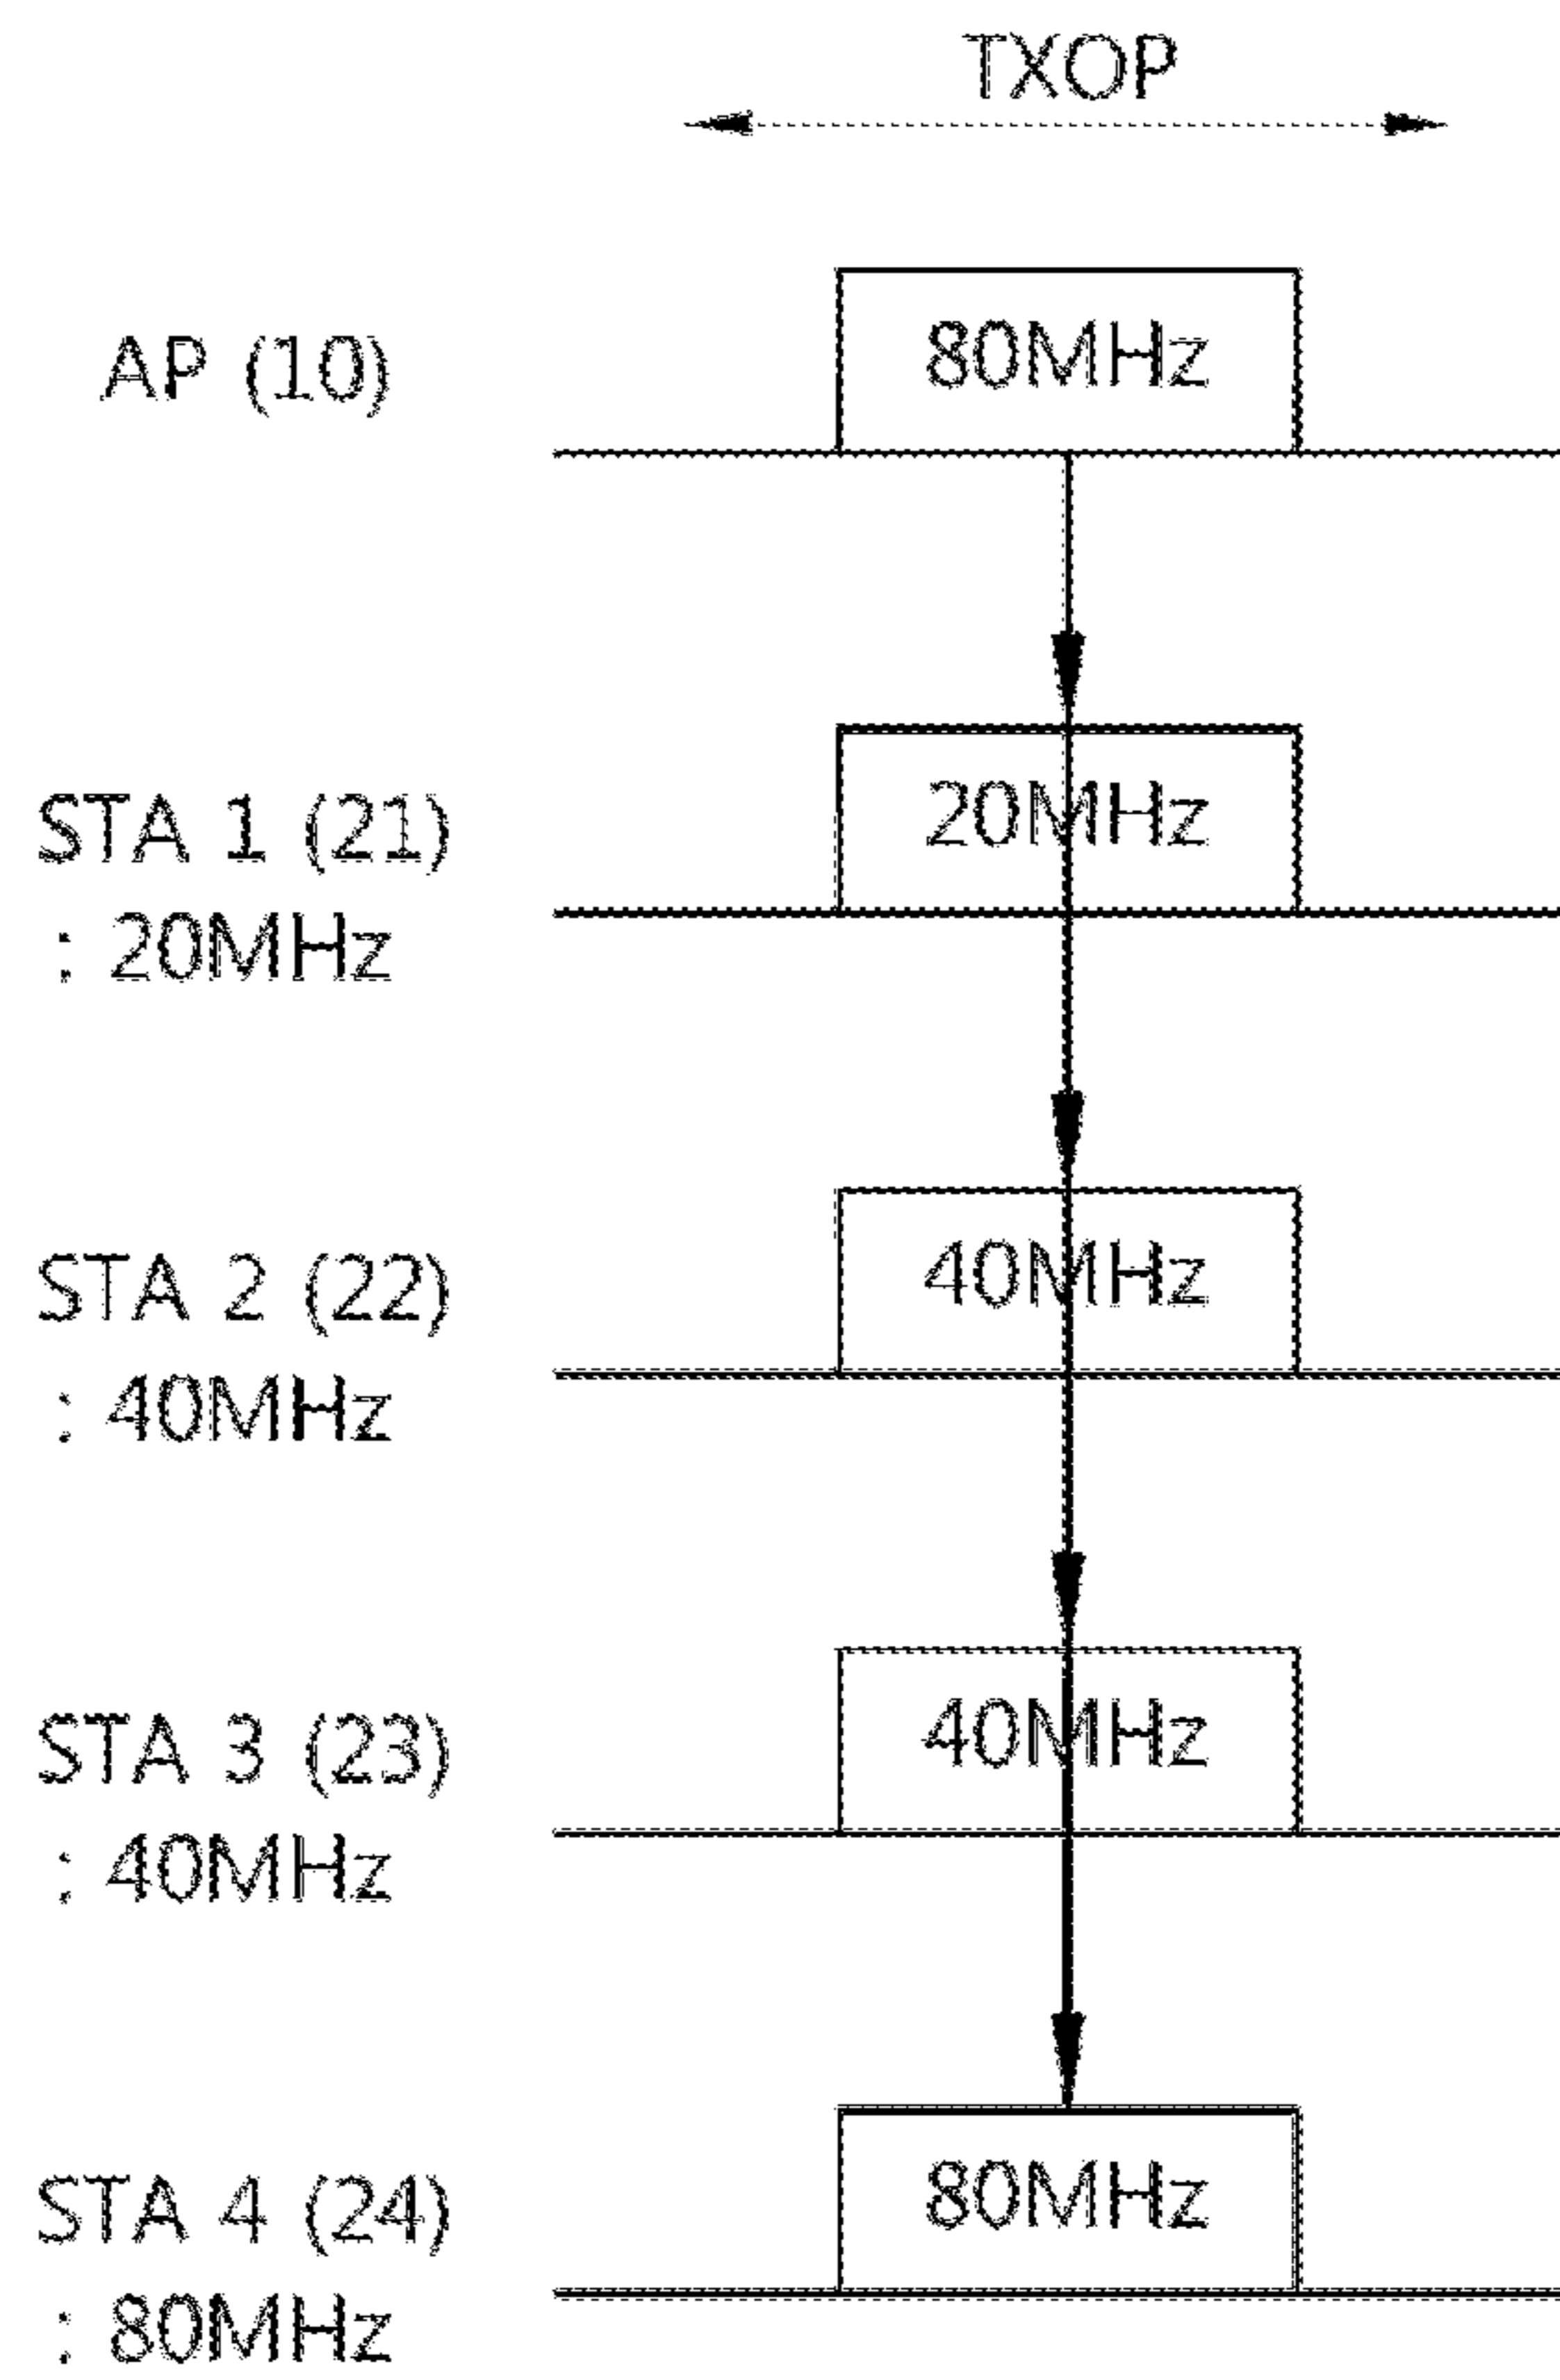 TXOP
AP (10)
80MHz
STA 1 (21)
: 20MHz
20MHz
STA 2 (22)
: 40MHz
40MHz
STA 3 (23)
: 40MHz
40MHz
STA 4 (24)
: 80MHz
80MHz